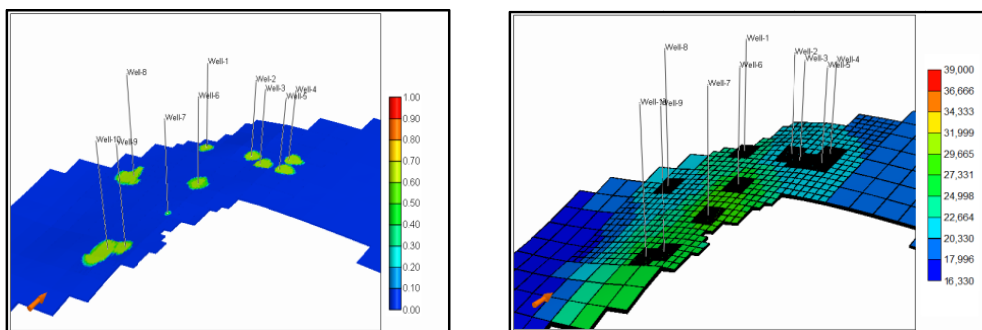 Well-1
Well-8
Well-2
Well-3
Well-4
Well-5
Well-6
Well-7
Well-10
Well-9
1.00
0.90
0.80
0.70
0.60
0.50
0.40
0.30
0.20
0.10
0.00
Well-1
Well-8
Well-2
Well-3
Well-4
Well-5
Well-6
Well-7
Well-9
39,000
36,666
34,333
31,999
29,665
27,331
24,998
22,664
20,330
17,996
16,330